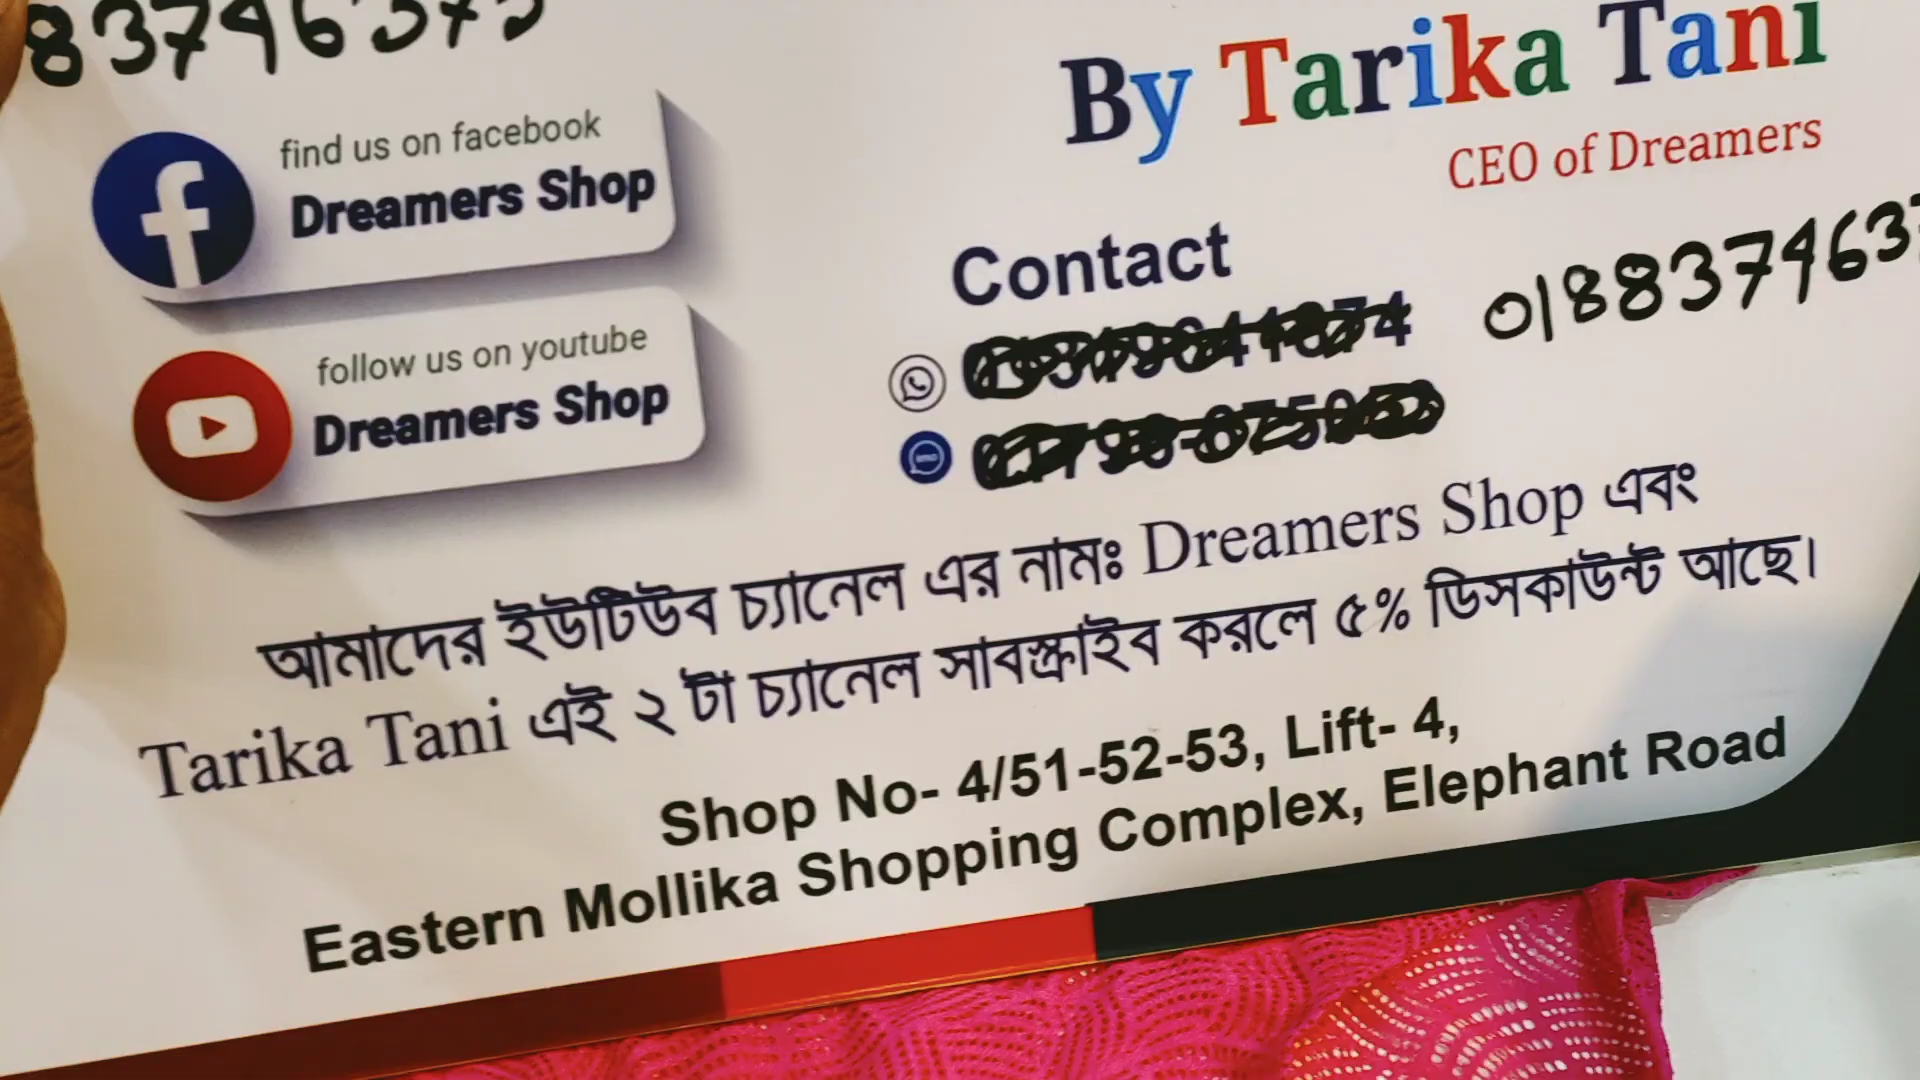 find us on facebook
Dreamers Shop
follow us on youtube
Dreamers Shop
By Tarika Tani
CEO of Dreamers
Contact
আমাদের ইউটিউব চ্যানেল এর নামঃ Dreamers Shop এবং
Tarika Tani এই ২ টা চ্যানেল সাবস্ক্রাইব করলে ৫% ডিসকাউন্ট আছে।
Shop No- 4/51-52-53, Lift- 4,
Eastern Mollika Shopping Complex, Elephant Road